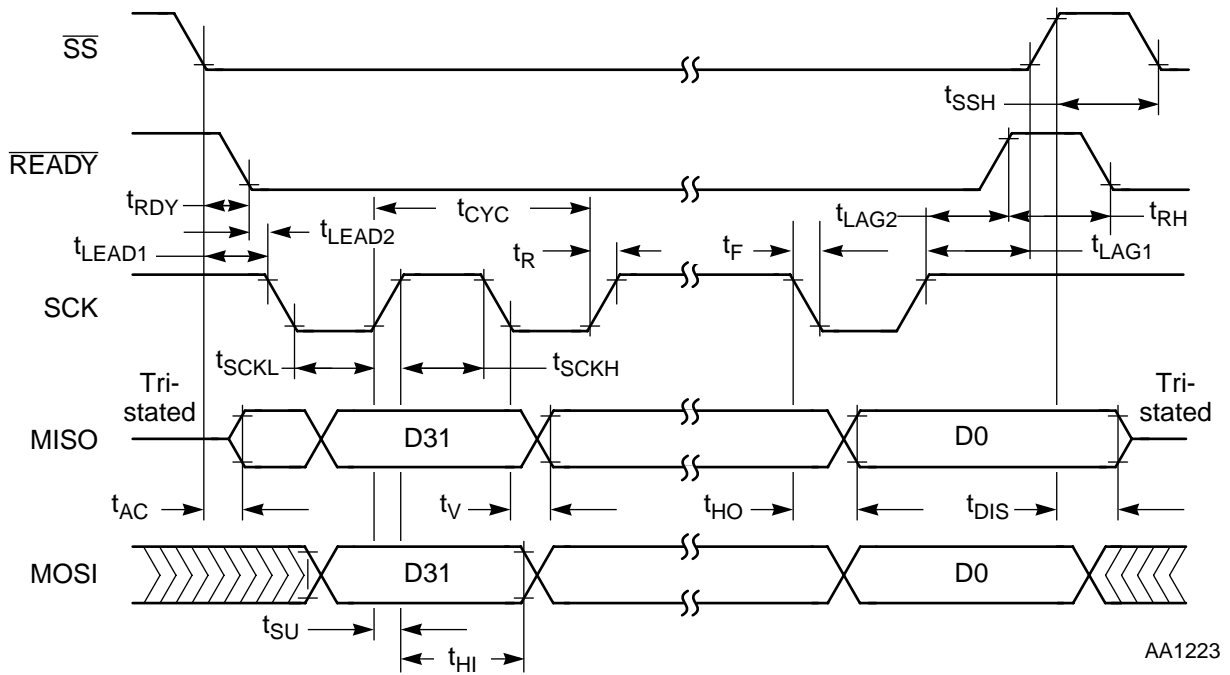 SS
tSSH
READY
tRDY
tCYC
tLAG2
tRH
tLEAD2
tLEAD1
tR
tF
tLAG1
SCK
tSCKL
tSCKH
Tri-
stated
Tri-
stated
MISO
D31
D0
tAC
tV
tHO
tDIS
MOSI
D31
D0
tSU
tHI
AA1223